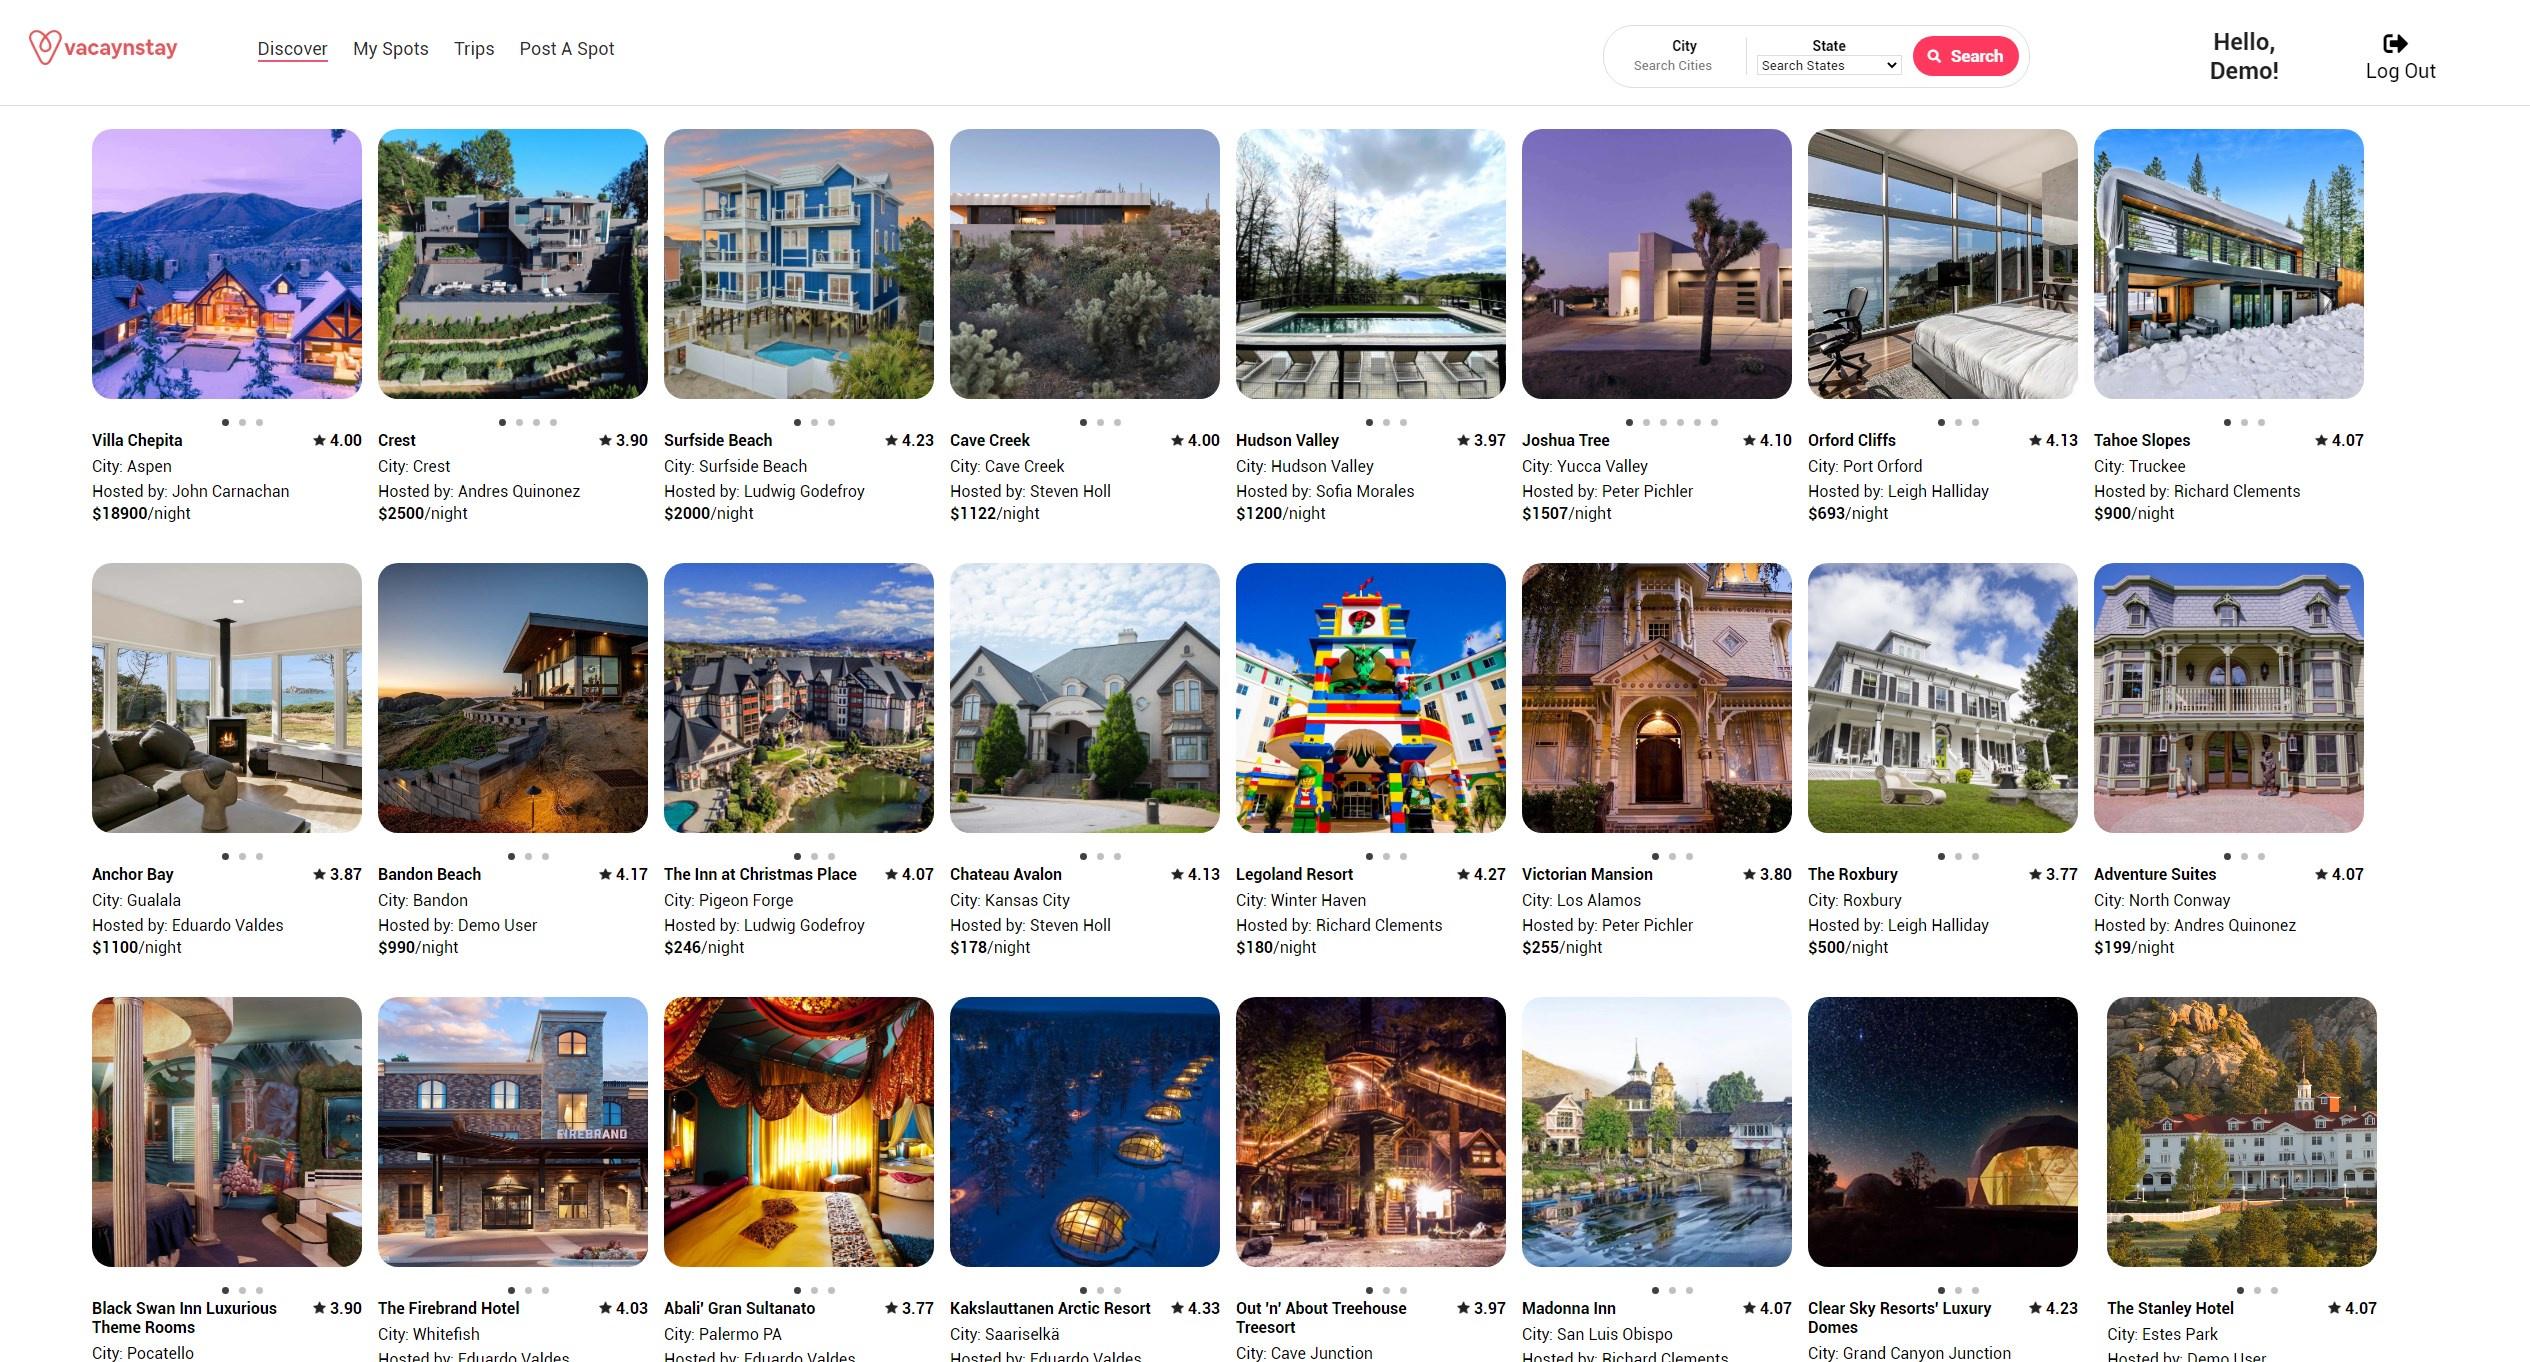 vacaynstay
Discover My Spots Trips Post A Spot
City
Search Cities
State
Search States
Search
Hello,
Demo!
Log Out
Villa Chepita 4.00
City: Aspen
Hosted by: John Carnachan
$18900/night
Crest 3.90
City: Crest
Hosted by: Andres Quinonez
$2500/night
Surfside Beach 4.23
City: Surfside Beach
Hosted by: Ludwig Godefroy
$2000/night
Cave Creek 4.00
City: Cave Creek
Hosted by: Steven Holl
$1122/night
Hudson Valley 3.97
City: Hudson Valley
Hosted by: Sofia Morales
$1200/night
Joshua Tree 4.10
City: Yucca Valley
Hosted by: Peter Pichler
$1507/night
Orford Cliffs 4.13
City: Port Orford
Hosted by: Leigh Halliday
$693/night
Tahoe Slopes 4.07
City: Truckee
Hosted by: Richard Clements
$900/night
Anchor Bay 3.87
City: Gualala
Hosted by: Eduardo Valdes
$1100/night
Bandon Beach 4.17
City: Bandon
Hosted by: Demo User
$990/night
The Inn at Christmas Place 4.07
City: Pigeon Forge
Hosted by: Ludwig Godefroy
$246/night
Chateau Avalon 4.13
City: Kansas City
Hosted by: Steven Holl
$178/night
Legoland Resort 4.27
City: Winter Haven
Hosted by: Richard Clements
$180/night
Victorian Mansion 3.80
City: Los Alamos
Hosted by: Peter Pichler
$255/night
The Roxbury 3.77
City: Roxbury
Hosted by: Leigh Halliday
$500/night
Adventure Suites 4.07
City: North Conway
Hosted by: Andres Quinonez
$199/night
FIREBRAND
Black Swan Inn Luxurious 3.90
Theme Rooms
City: Pocatello
The Firebrand Hotel 4.03
City: Whitefish
Hosted by: Eduardo Valdes
Abali' Gran Sultanato 3.77
City: Palermo PA
Hosted by: Eduardo Valdes
Kakslauttanen Arctic Resort 4.33
City: Saariselkä
Hosted by: Eduardo Valdes
Out 'n' About Treehouse 3.97
Treesort
City: Cave Junction
Madonna Inn 4.07
City: San Luis Obispo
Hosted by: Richard Clements
Clear Sky Resorts' Luxury 4.23
Domes
City: Grand Canyon Junction
The Stanley Hotel 4.07
City: Estes Park
Hosted by: Demo User